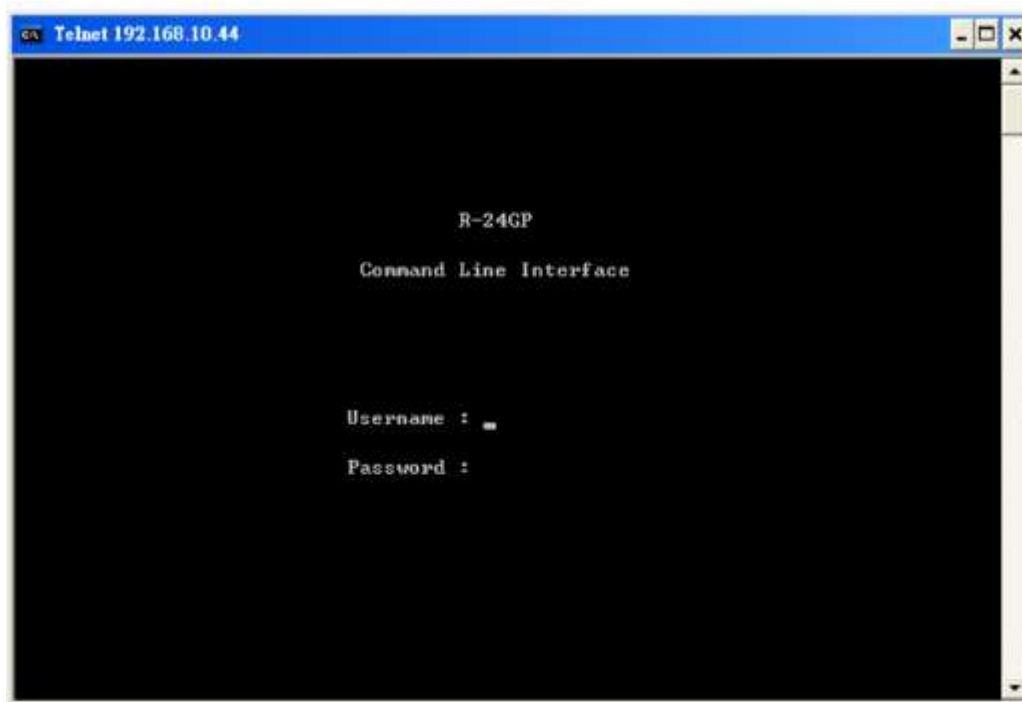 Telnet 192.168.10.44
R-24GP
Command Line Interface
Username :
Password :